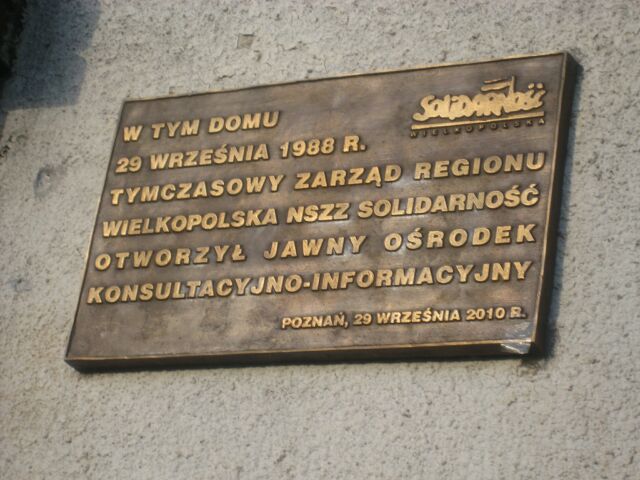 Solidarność
WIELKOPOLSKA
W TYM DOMU
29 WRZEŚNIA 1988 R.
TYMCZASOWY ZARZĄD REGIONU
WIELKOPOLSKA NSZZ SOLIDARNOŚĆ
OTWORZYŁ JAWNY OŚRODEK
KONSULTACYJNO-INFORMACYJNY
POZNAŃ, 29 WRZEŚNIA 2010 R.